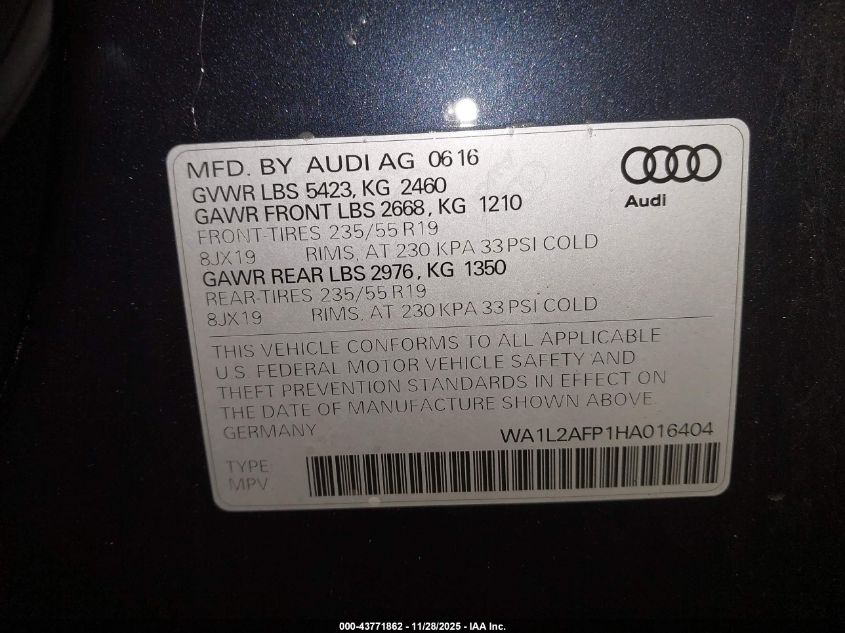 MFD. BY AUDI AG 06 16
GVWR LBS 5423, KG 2460
GAWR FRONT LBS 2668, KG 1210
FRONT-TIRES 235/55 R19
8JX19 RIMS, AT 230 KPA 33 PSI COLD
GAWR REAR LBS 2976, KG 1350
REAR-TIRES 235/55 R19
8JX19 RIMS, AT 230 KPA 33 PSI COLD
Audi
THIS VEHICLE CONFORMS TO ALL APPLICABLE
U.S. FEDERAL MOTOR VEHICLE SAFETY AND
THEFT PREVENTION STANDARDS IN EFFECT ON
THE DATE OF MANUFACTURE SHOWN ABOVE.
GERMANY WA1L2AFP1HA016404
TYPE:
MPV
000-43771862 - 11/28/2025 - IAA Inc.